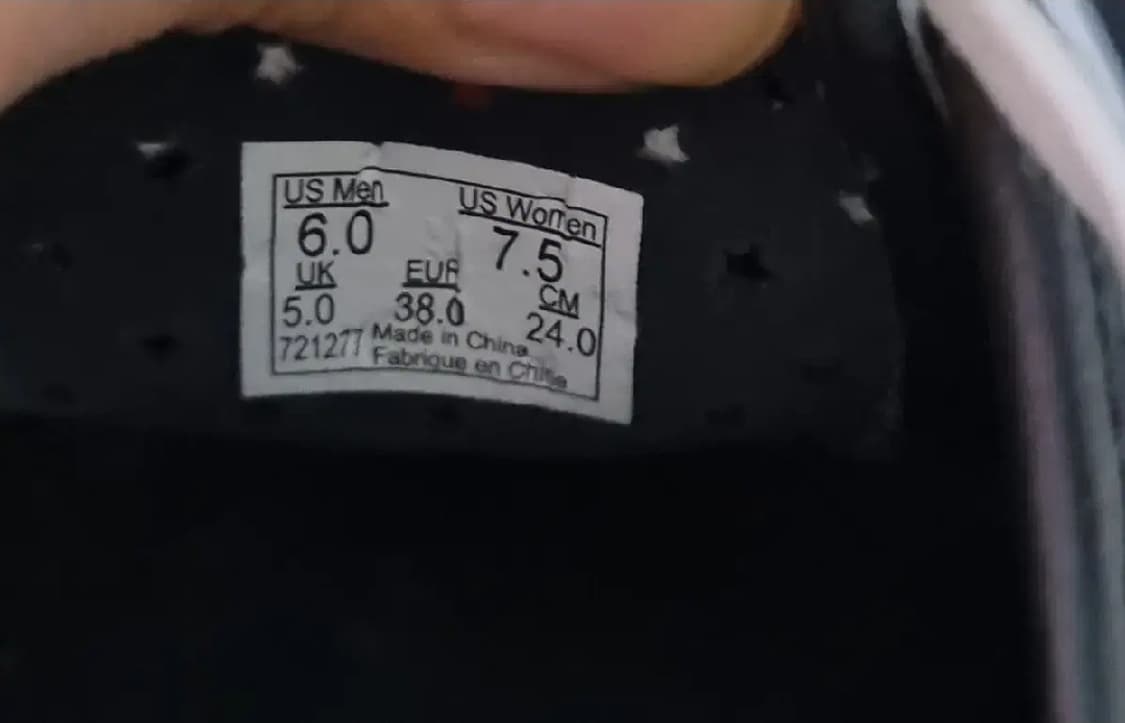 US Men US Women
6.0 7.5
UK EUR CM
5.0 38.0 24.0
721277 Made in China
Fabrique en Chine